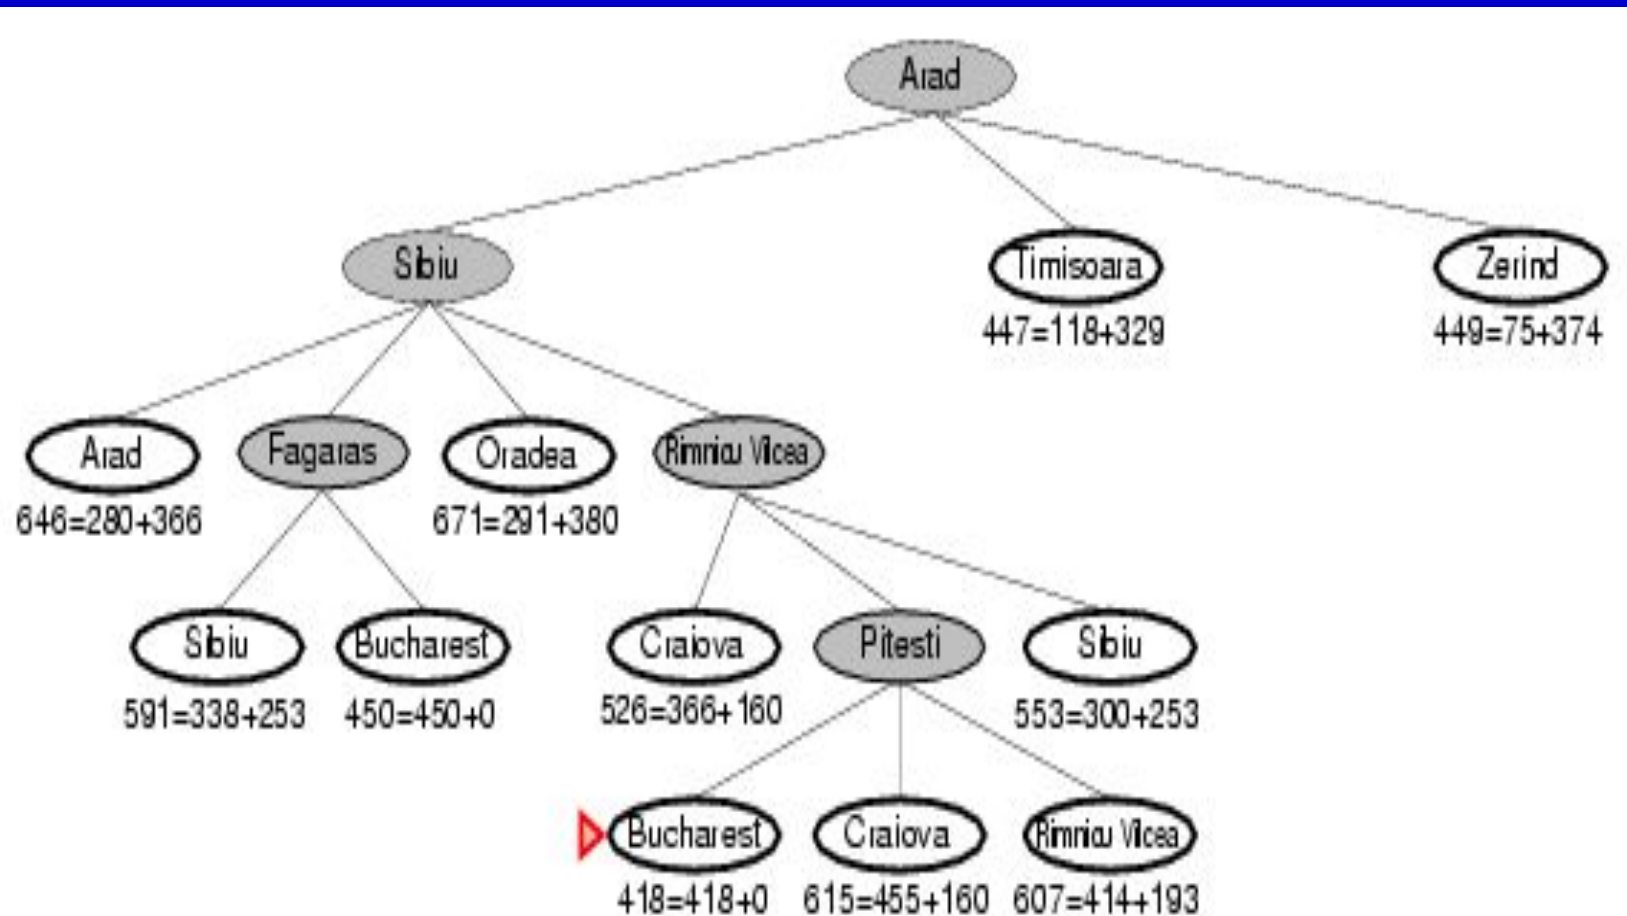 Arad
Sibiu Timisoara Zerind
447=118+329 449=75+374
Arad Fagaras Oradea Rimnicu Vilcea
646=280+366 671=291+380
Sibiu Bucharest Craiova Pitesti Sibiu
591=338+253 450=450+0 526=366+160 553=300+253
Bucharest Craiova Rimnicu Vilcea
418=418+0 615=455+160 607=414+193